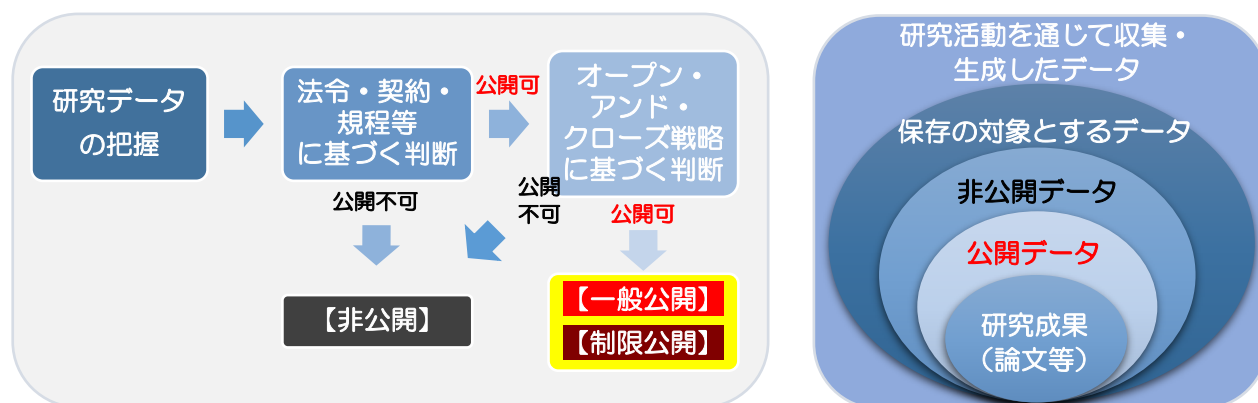 研究データ
の把握
法令・契約・
規程等
に基づく判断
公開可
オープン・
アンド・
クローズ戦略
に基づく判断
公開不可
公開
不可
公開可
【非公開】
【一般公開】
【制限公開】
研究活動を通じて収集・
生成したデータ
保存の対象とするデータ
非公開データ
公開データ
研究成果
（論文等）